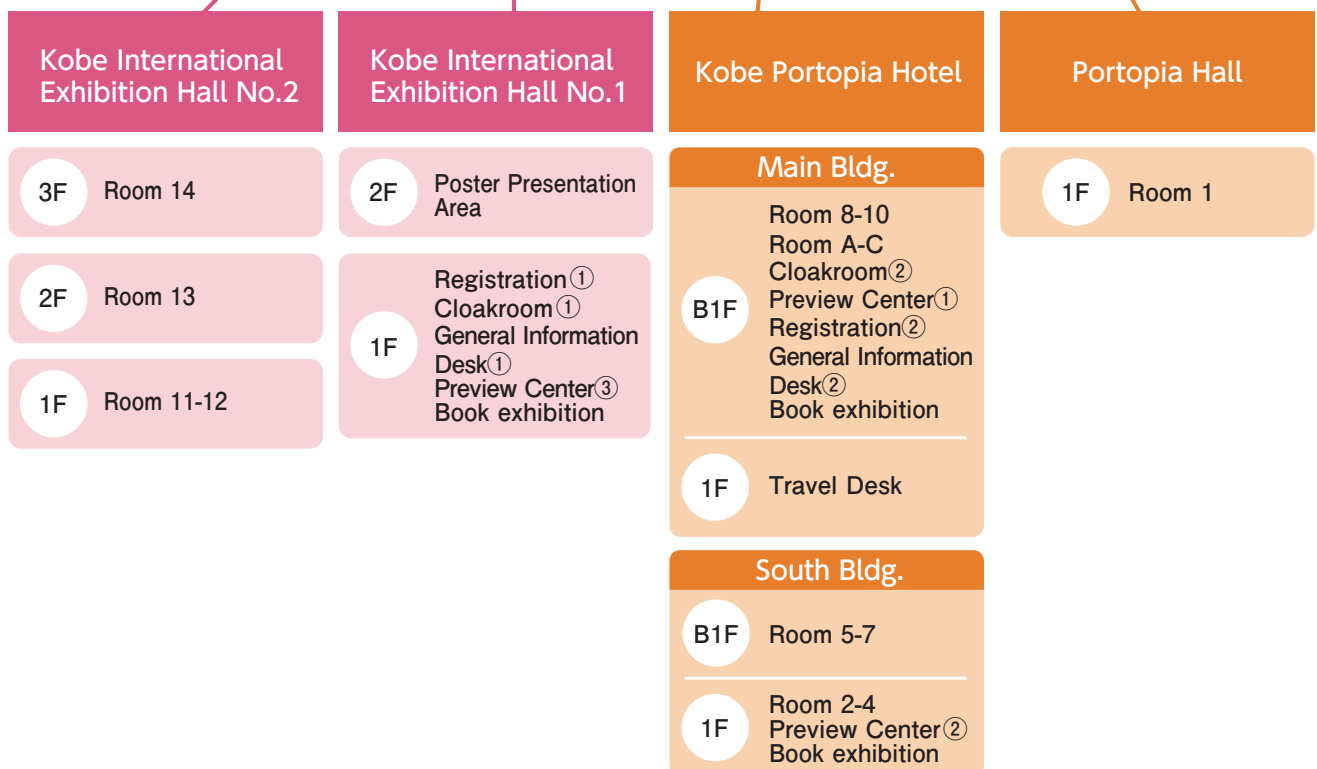 Kobe International
Exhibition Hall No.2
3F
Room 14
2F
Room 13
1F
Room 11-12
Kobe International
Exhibition Hall No.1
2F
Poster Presentation
Area
1F
Registration①
Cloakroom①
General Information
Desk①
Preview Center③
Book exhibition
Kobe Portopia Hotel
Main Bldg.
B1F
Room 8-10
Room A-C
Cloakroom②
Preview Center①
Registration②
General Information
Desk②
Book exhibition
1F
Travel Desk
South Bldg.
B1F
Room 5-7
1F
Room 2-4
Preview Center②
Book exhibition
Portopia Hall
1F
Room 1